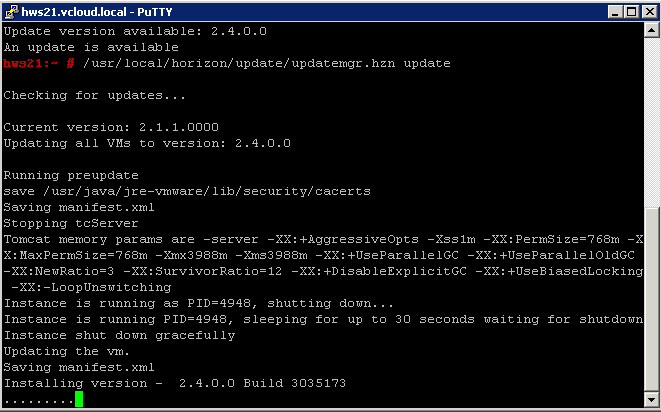 hws21.vcloud.local - PuTTY
Update version available: 2.4.0.0
An update is available
hws21:~ # /usr/local/horizon/update/updatemgr.hzn update
Checking for updates...
Current version: 2.1.1.0000
Updating all VMs to version: 2.4.0.0
Running preupdate
save /usr/java/jre-vmware/lib/security/cacerts
Saving manifest.xml
Stopping tcServer
Tomcat memory params are -server -XX:+AggressiveOpts -Xss1m -XX:PermSize=768m -X
X:MaxPermSize=768m -Xmx3988m -Xms3988m -XX:+UseParallelGC -XX:+UseParallelOldGC
-XX:NewRatio=3 -XX:SurvivorRatio=12 -XX:+DisableExplicitGC -XX:+UseBiasedLocking
-XX:-LoopUnswitching
Instance is running as PID=4948, shutting down...
Instance is running PID=4948, sleeping for up to 30 seconds waiting for shutdown
Instance shut down gracefully
Updating the vm.
Saving manifest.xml
Installing version -  2.4.0.0 Build 3035173
.........